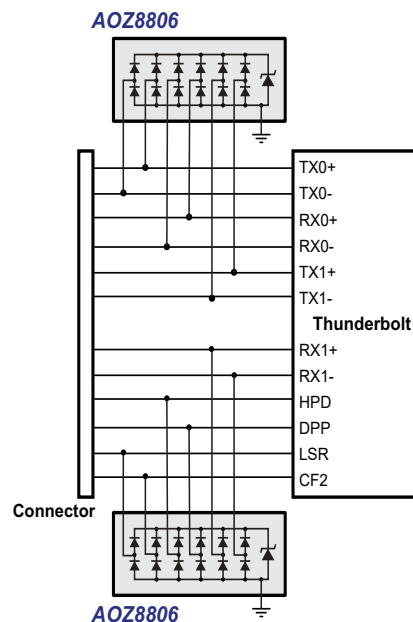 AOZ8806
TX0+
TX0-
RX0+
RX0-
TX1+
TX1-
Thunderbolt
RX1+
RX1-
HPD
DPP
LSR
CF2
Connector
AOZ8806